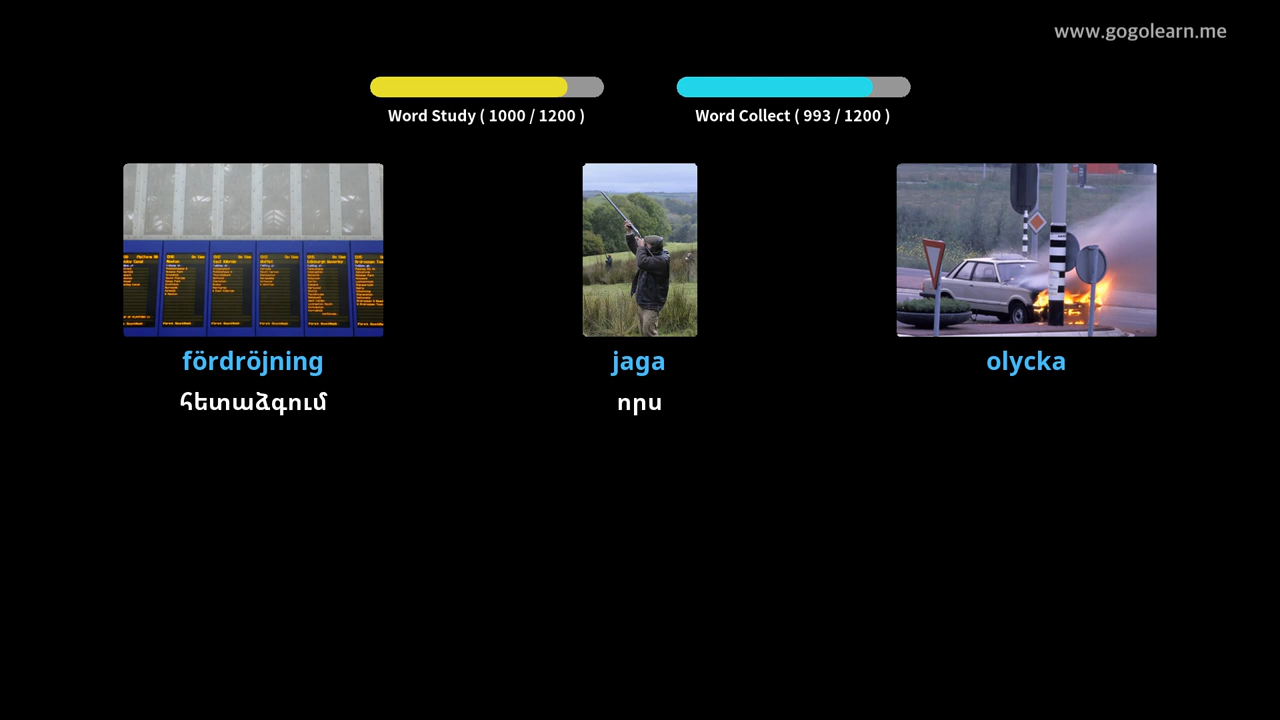 www.gogolearn.me
Word Study ( 1000 / 1200 )
Word Collect ( 993 / 1200 )
fördröjning
jaga
olycka
հետաձգում
որս